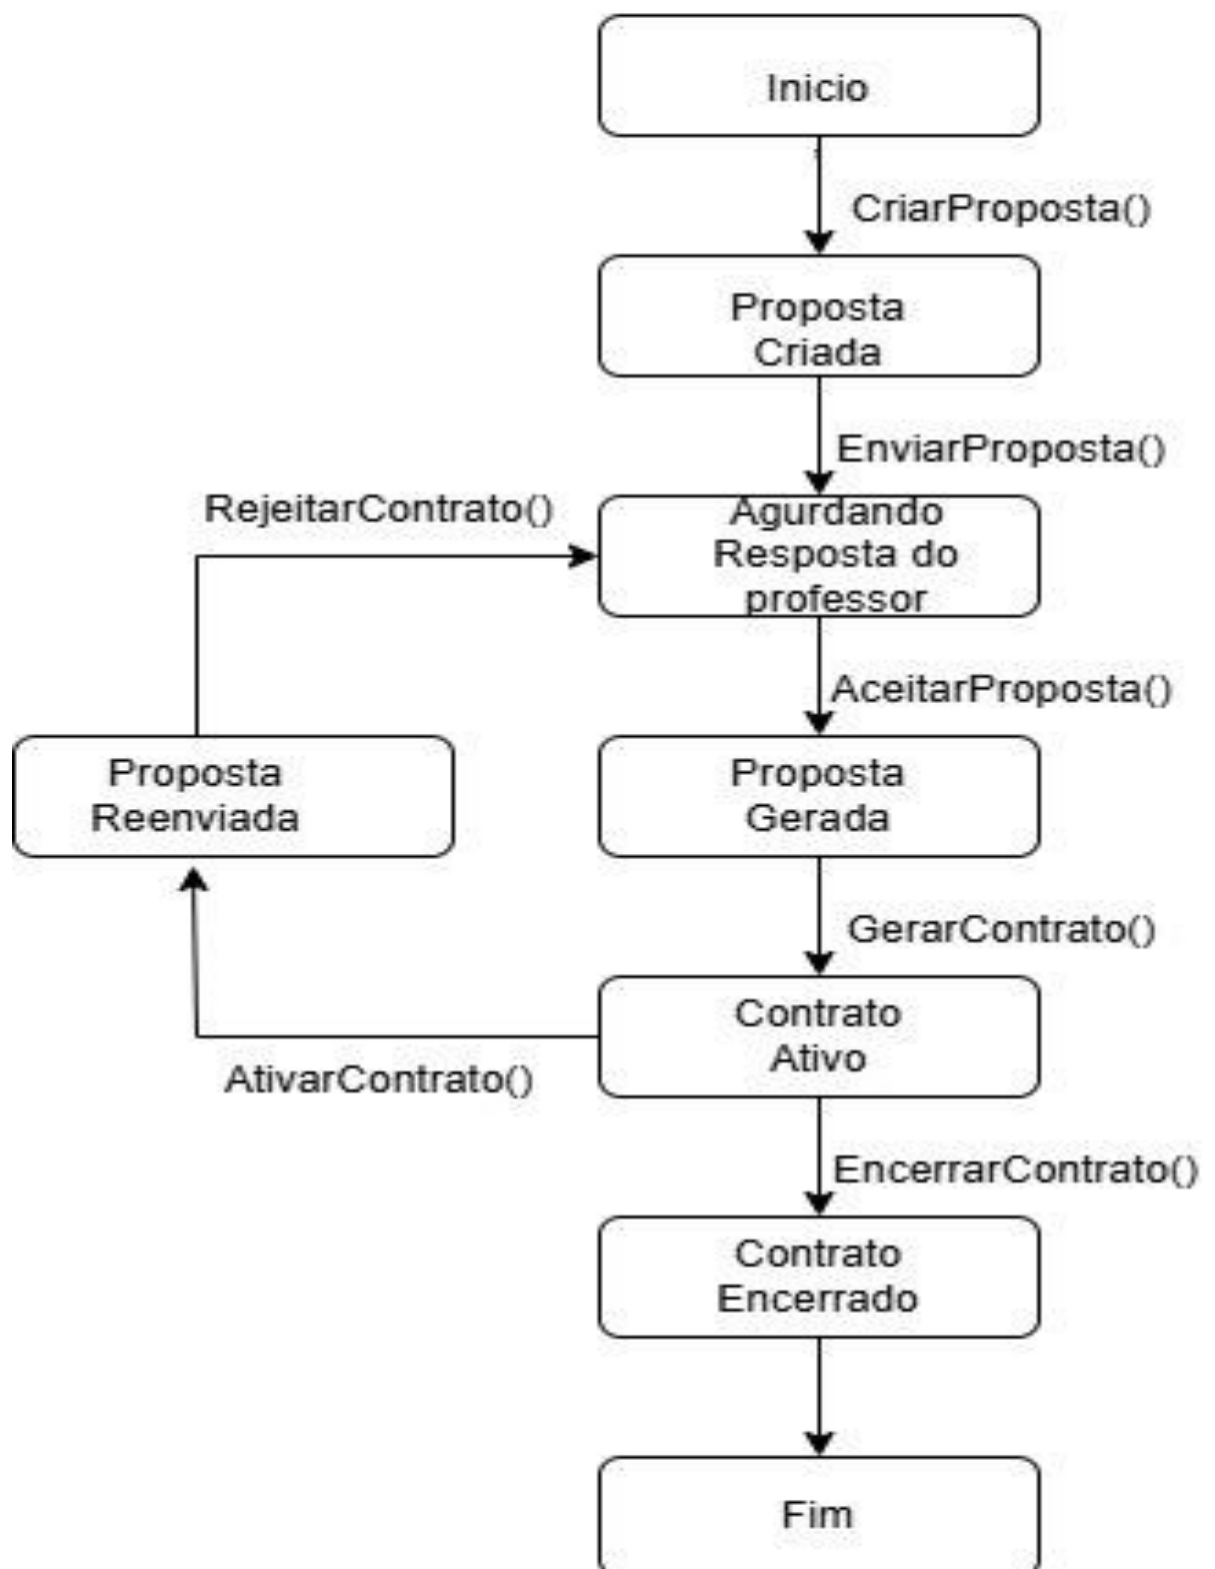 Inicio
CriarProposta()
Proposta
Criada
EnviarProposta()
RejeitarContrato()
Agurdando
Resposta do
professor
AceitarProposta()
Proposta
Reenviada
Proposta
Gerada
GerarContrato()
Contrato
Ativo
AtivarContrato()
EncerrarContrato()
Contrato
Encerrado
Fim